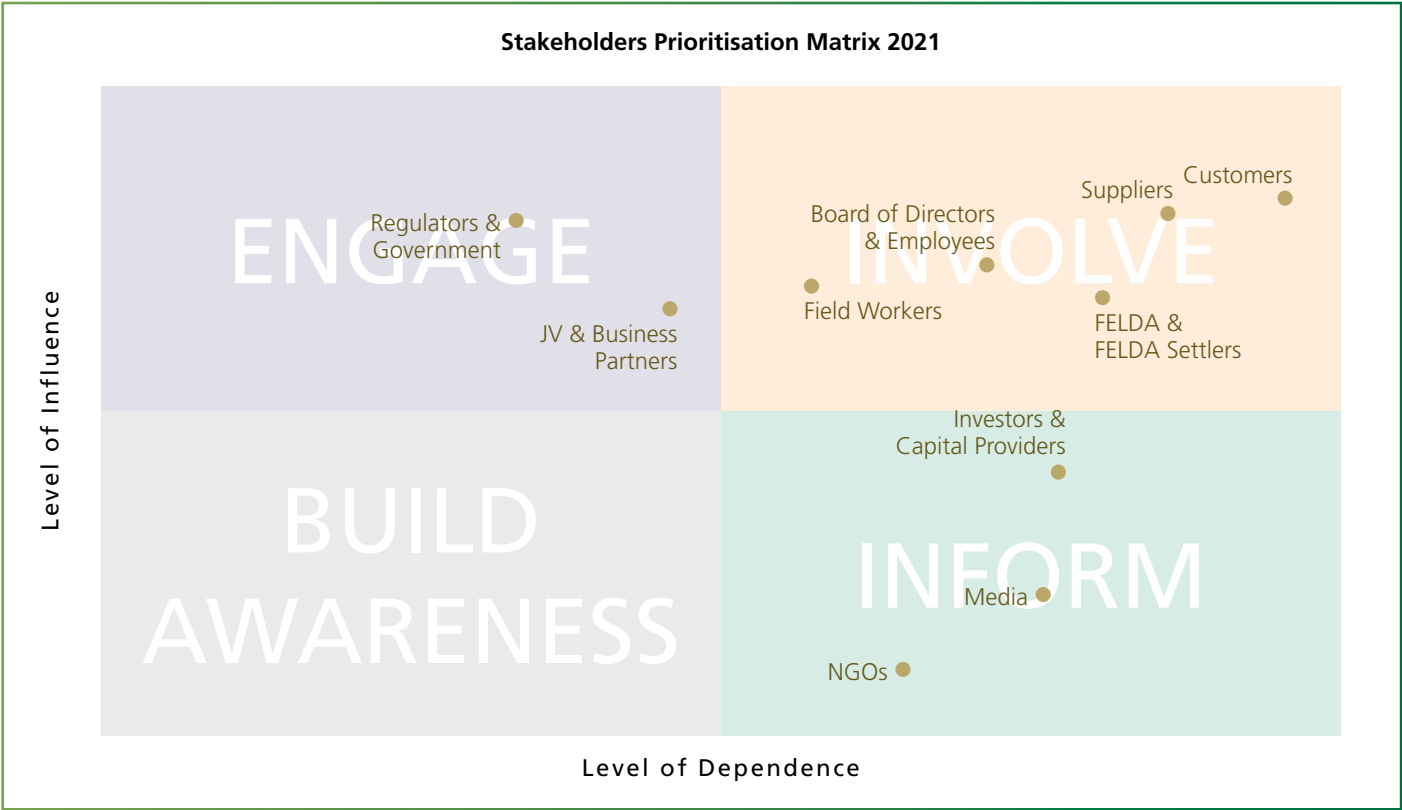 Stakeholders Prioritisation Matrix 2021
Level of Influence
ENGAGE
Regulators &
Government
JV & Business
Partners
INVOLVE
Customers
Suppliers
Board of Directors
& Employees
Field Workers
FELDA &
FELDA Settlers
BUILD
AWARENESS
INFORM
Investors &
Capital Providers
Media
NGOs
Level of Dependence